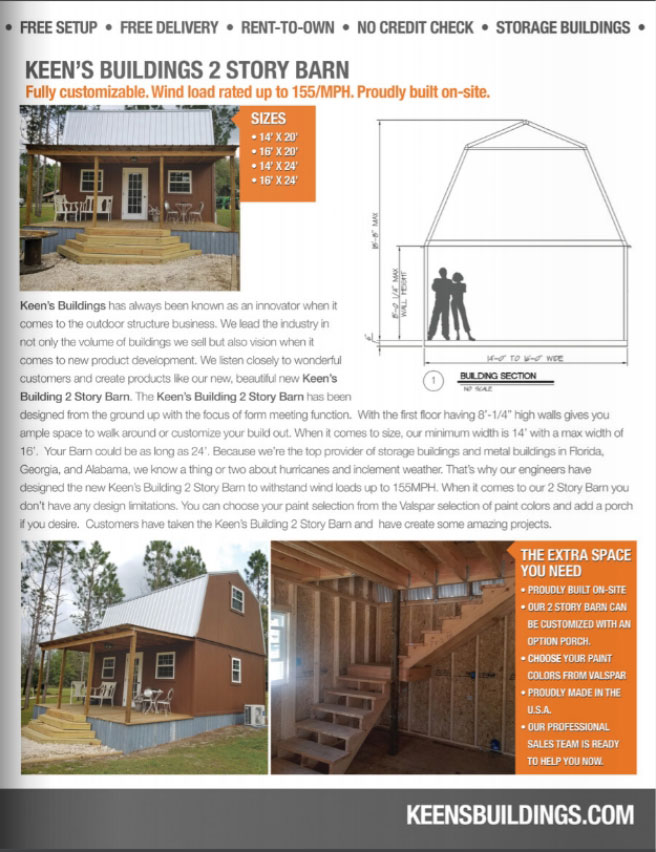 • FREE SETUP • FREE DELIVERY • RENT-TO-OWN • NO CREDIT CHECK • STORAGE BUILDINGS •
KEEN'S BUILDINGS 2 STORY BARN
Fully customizable. Wind load rated up to 155/MPH. Proudly built on-site.
SIZES
• 14' X 20'
• 16' X 20'
• 14' X 24'
• 16' X 24'
MAX
MAX
WALL HEIGHT
14'-0" TO 16'-0" WIDE
1
BUILDING SECTION
NO SCALE
Keen's Buildings has always been known as an innovator when it
comes to the outdoor structure business. We lead the industry in
not only the volume of buildings we sell but also vision when it
comes to new product development. We listen closely to wonderful
customers and create products like our new, beautiful new Keen's
Building 2 Story Barn. The Keen's Building 2 Story Barn has been
designed from the ground up with the focus of form meeting function. With the first floor having 8'-1/4" high walls gives you
ample space to walk around or customize your build out. When it comes to size, our minimum width is 14' with a max width of
16'. Your Barn could be as long as 24'. Because we're the top provider of storage buildings and metal buildings in Florida,
Georgia, and Alabama, we know a thing or two about hurricanes and inclement weather. That's why our engineers have
designed the new Keen's Building 2 Story Barn to withstand wind loads up to 155MPH. When it comes to our 2 Story Barn you
don't have any design limitations. You can choose your paint selection from the Valspar selection of paint colors and add a porch
if you desire. Customers have taken the Keen's Building 2 Story Barn and have create some amazing projects.
THE EXTRA SPACE
YOU NEED
• PROUDLY BUILT ON-SITE
• OUR 2 STORY BARN CAN
BE CUSTOMIZED WITH AN
OPTION PORCH.
• CHOOSE YOUR PAINT
COLORS FROM VALSPAR
• PROUDLY MADE IN THE
U.S.A.
• OUR PROFESSIONAL
SALES TEAM IS READY
TO HELP YOU NOW.
KEENSBUILDINGS.COM